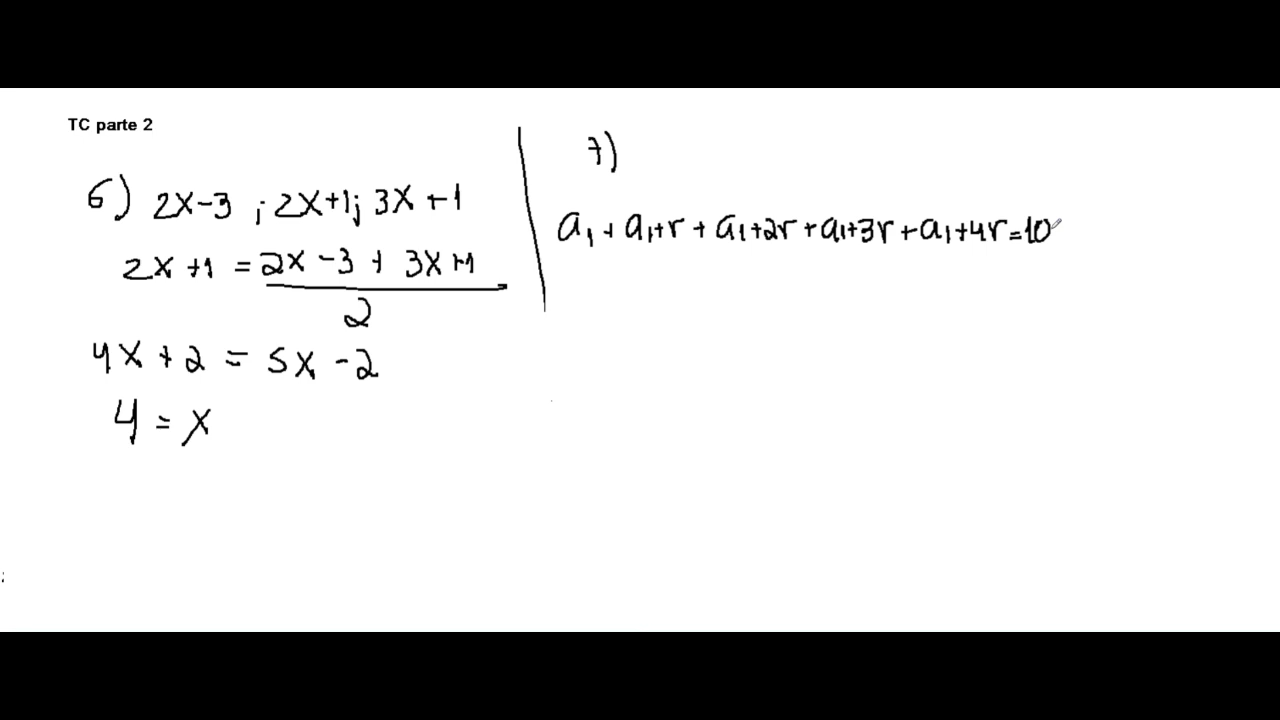 TC parte 2
6) 2x-3 ; 2x+1; 3x+1
2x+1 = 2x-3 + 3x+1
2
4x+2 = 5x-2
4 = x
7)
a₁ + a₁+r + a₁+2r + a₁+3r + a₁+4r = 10